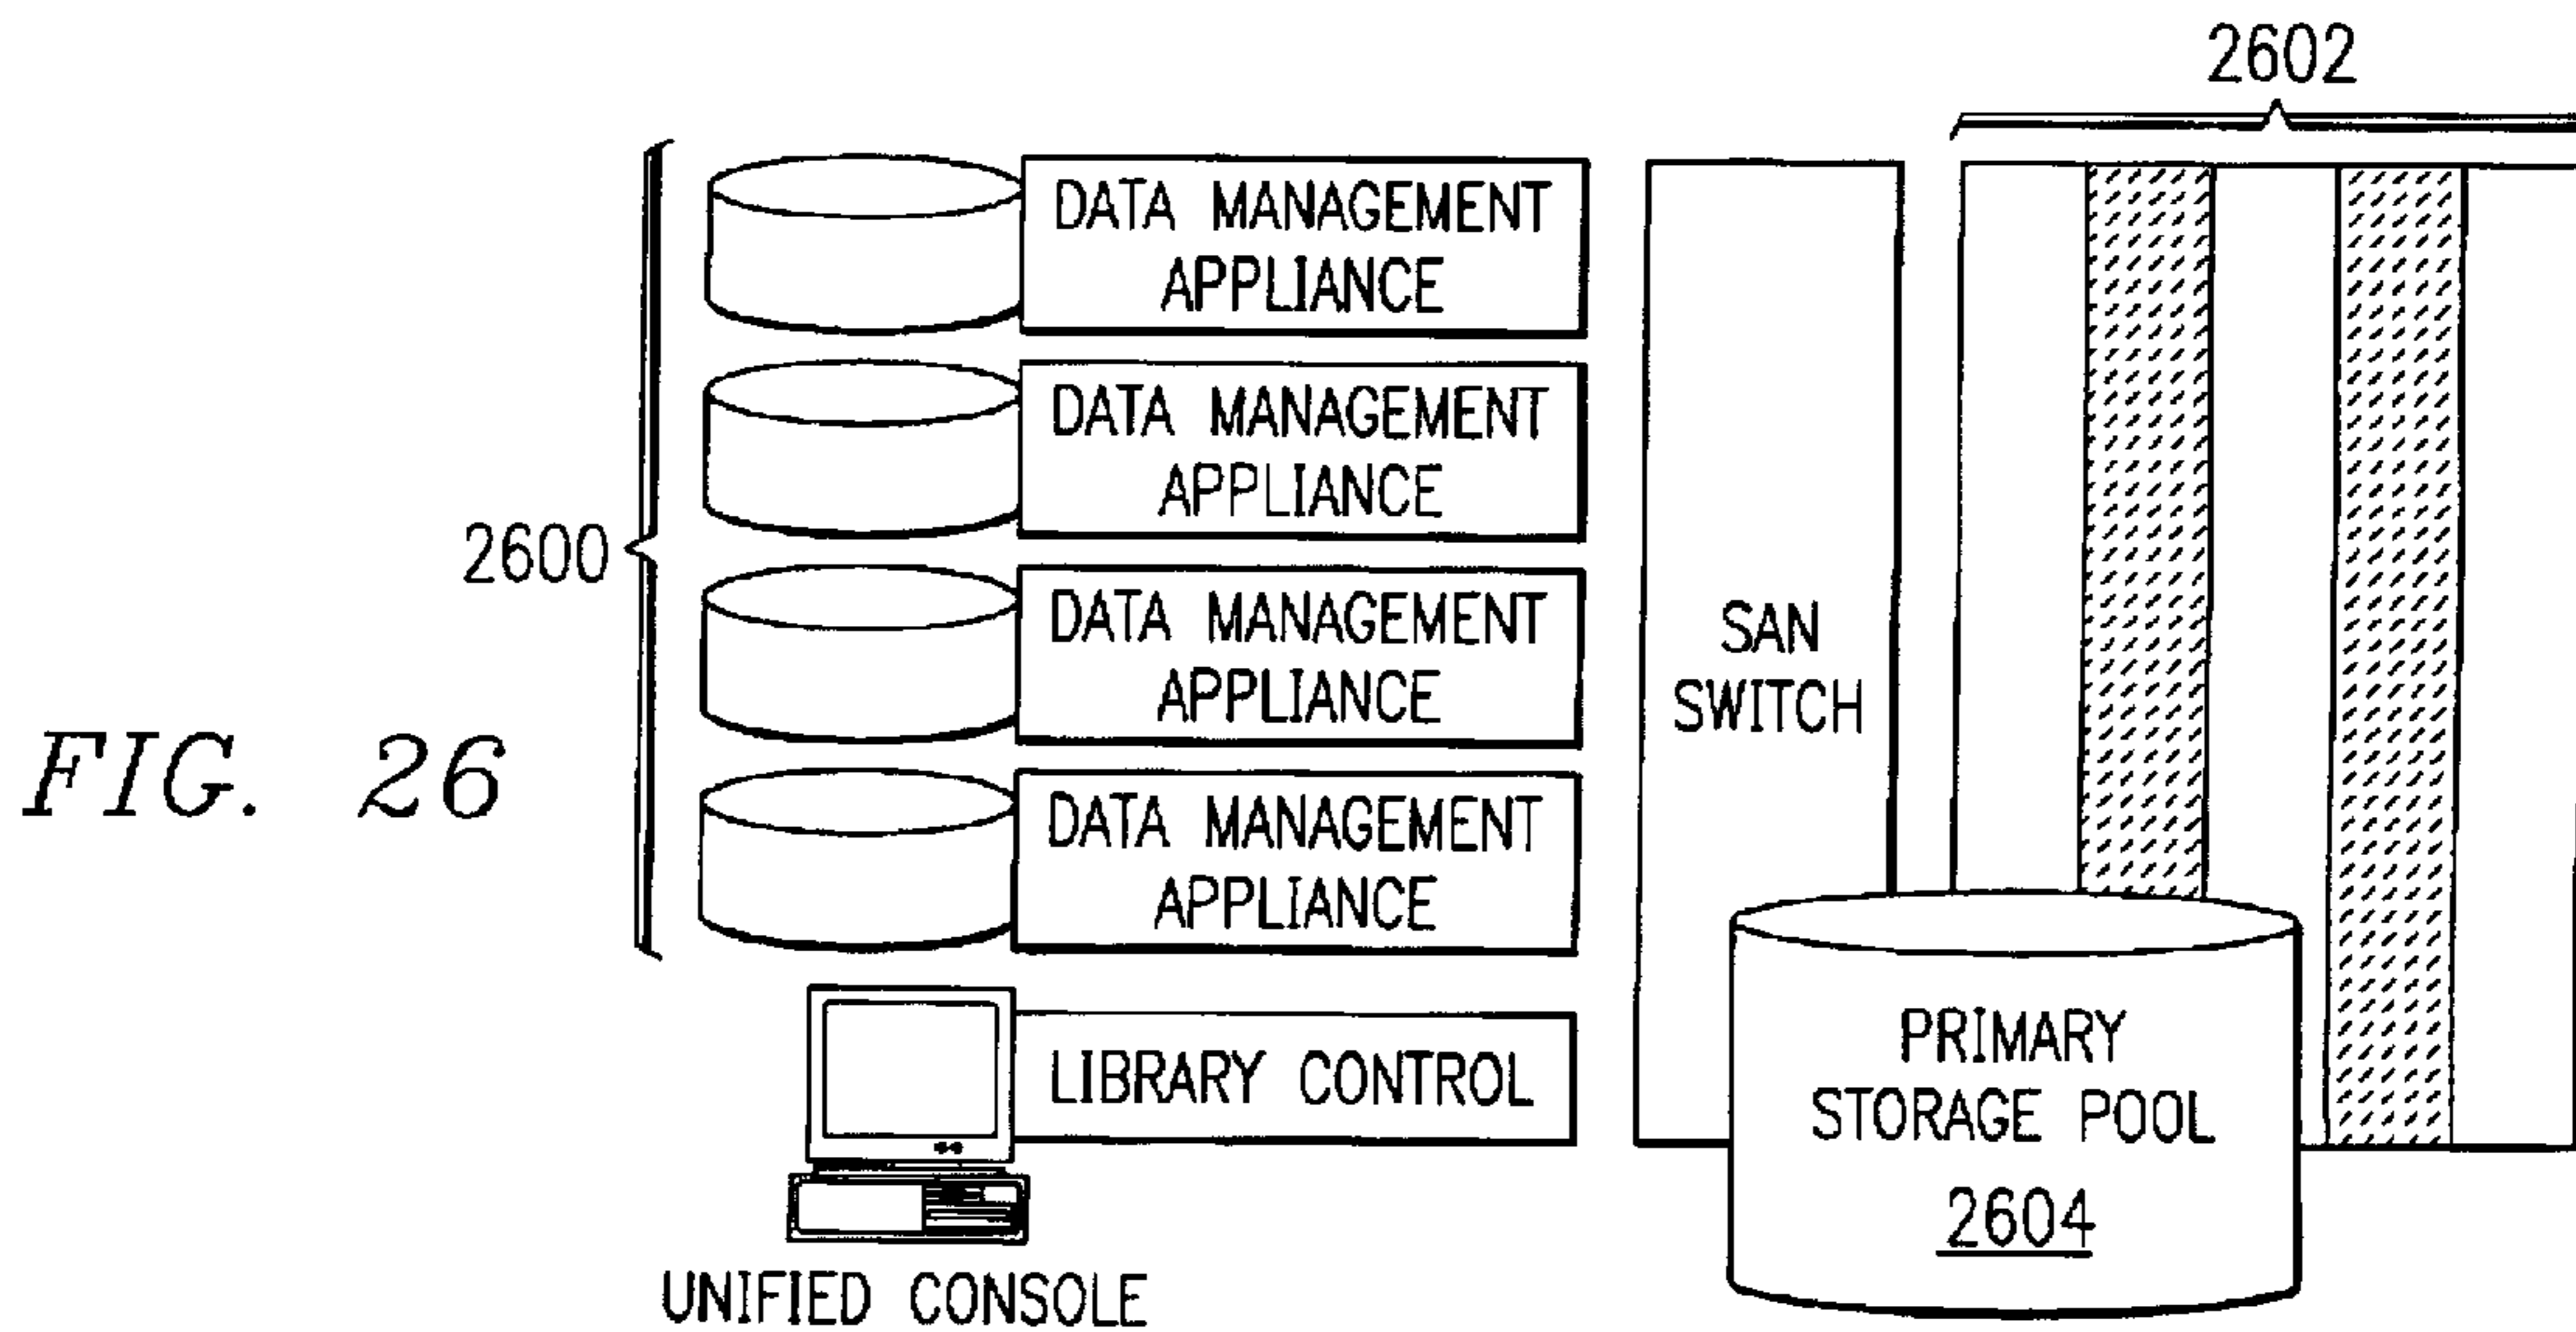 2602
DATA MANAGEMENT
APPLIANCE
DATA MANAGEMENT
APPLIANCE
2600
DATA MANAGEMENT
APPLIANCE
SAN
SWITCH
FIG. 26
DATA MANAGEMENT
APPLIANCE
LIBRARY CONTROL
PRIMARY
STORAGE POOL
2604
UNIFIED CONSOLE